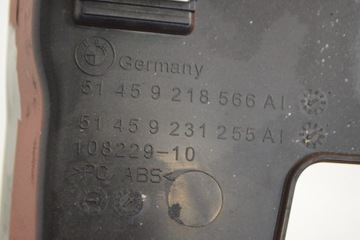 Germany
51 45 9 218 566 AI
51 45 9 231 255 AI
108229-10
>PC/ABS<